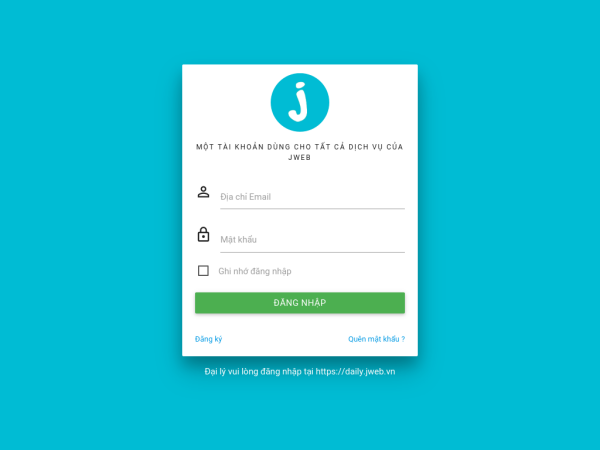 j
MỘT TÀI KHOẢN DÙNG CHO TẤT CẢ DỊCH VỤ CỦA
JWEB
Địa chỉ Email
Mật khẩu
Ghi nhớ đăng nhập
ĐĂNG NHẬP
Đăng ký
Quên mật khẩu ?
Đại lý vui lòng đăng nhập tại https://daily.jweb.vn